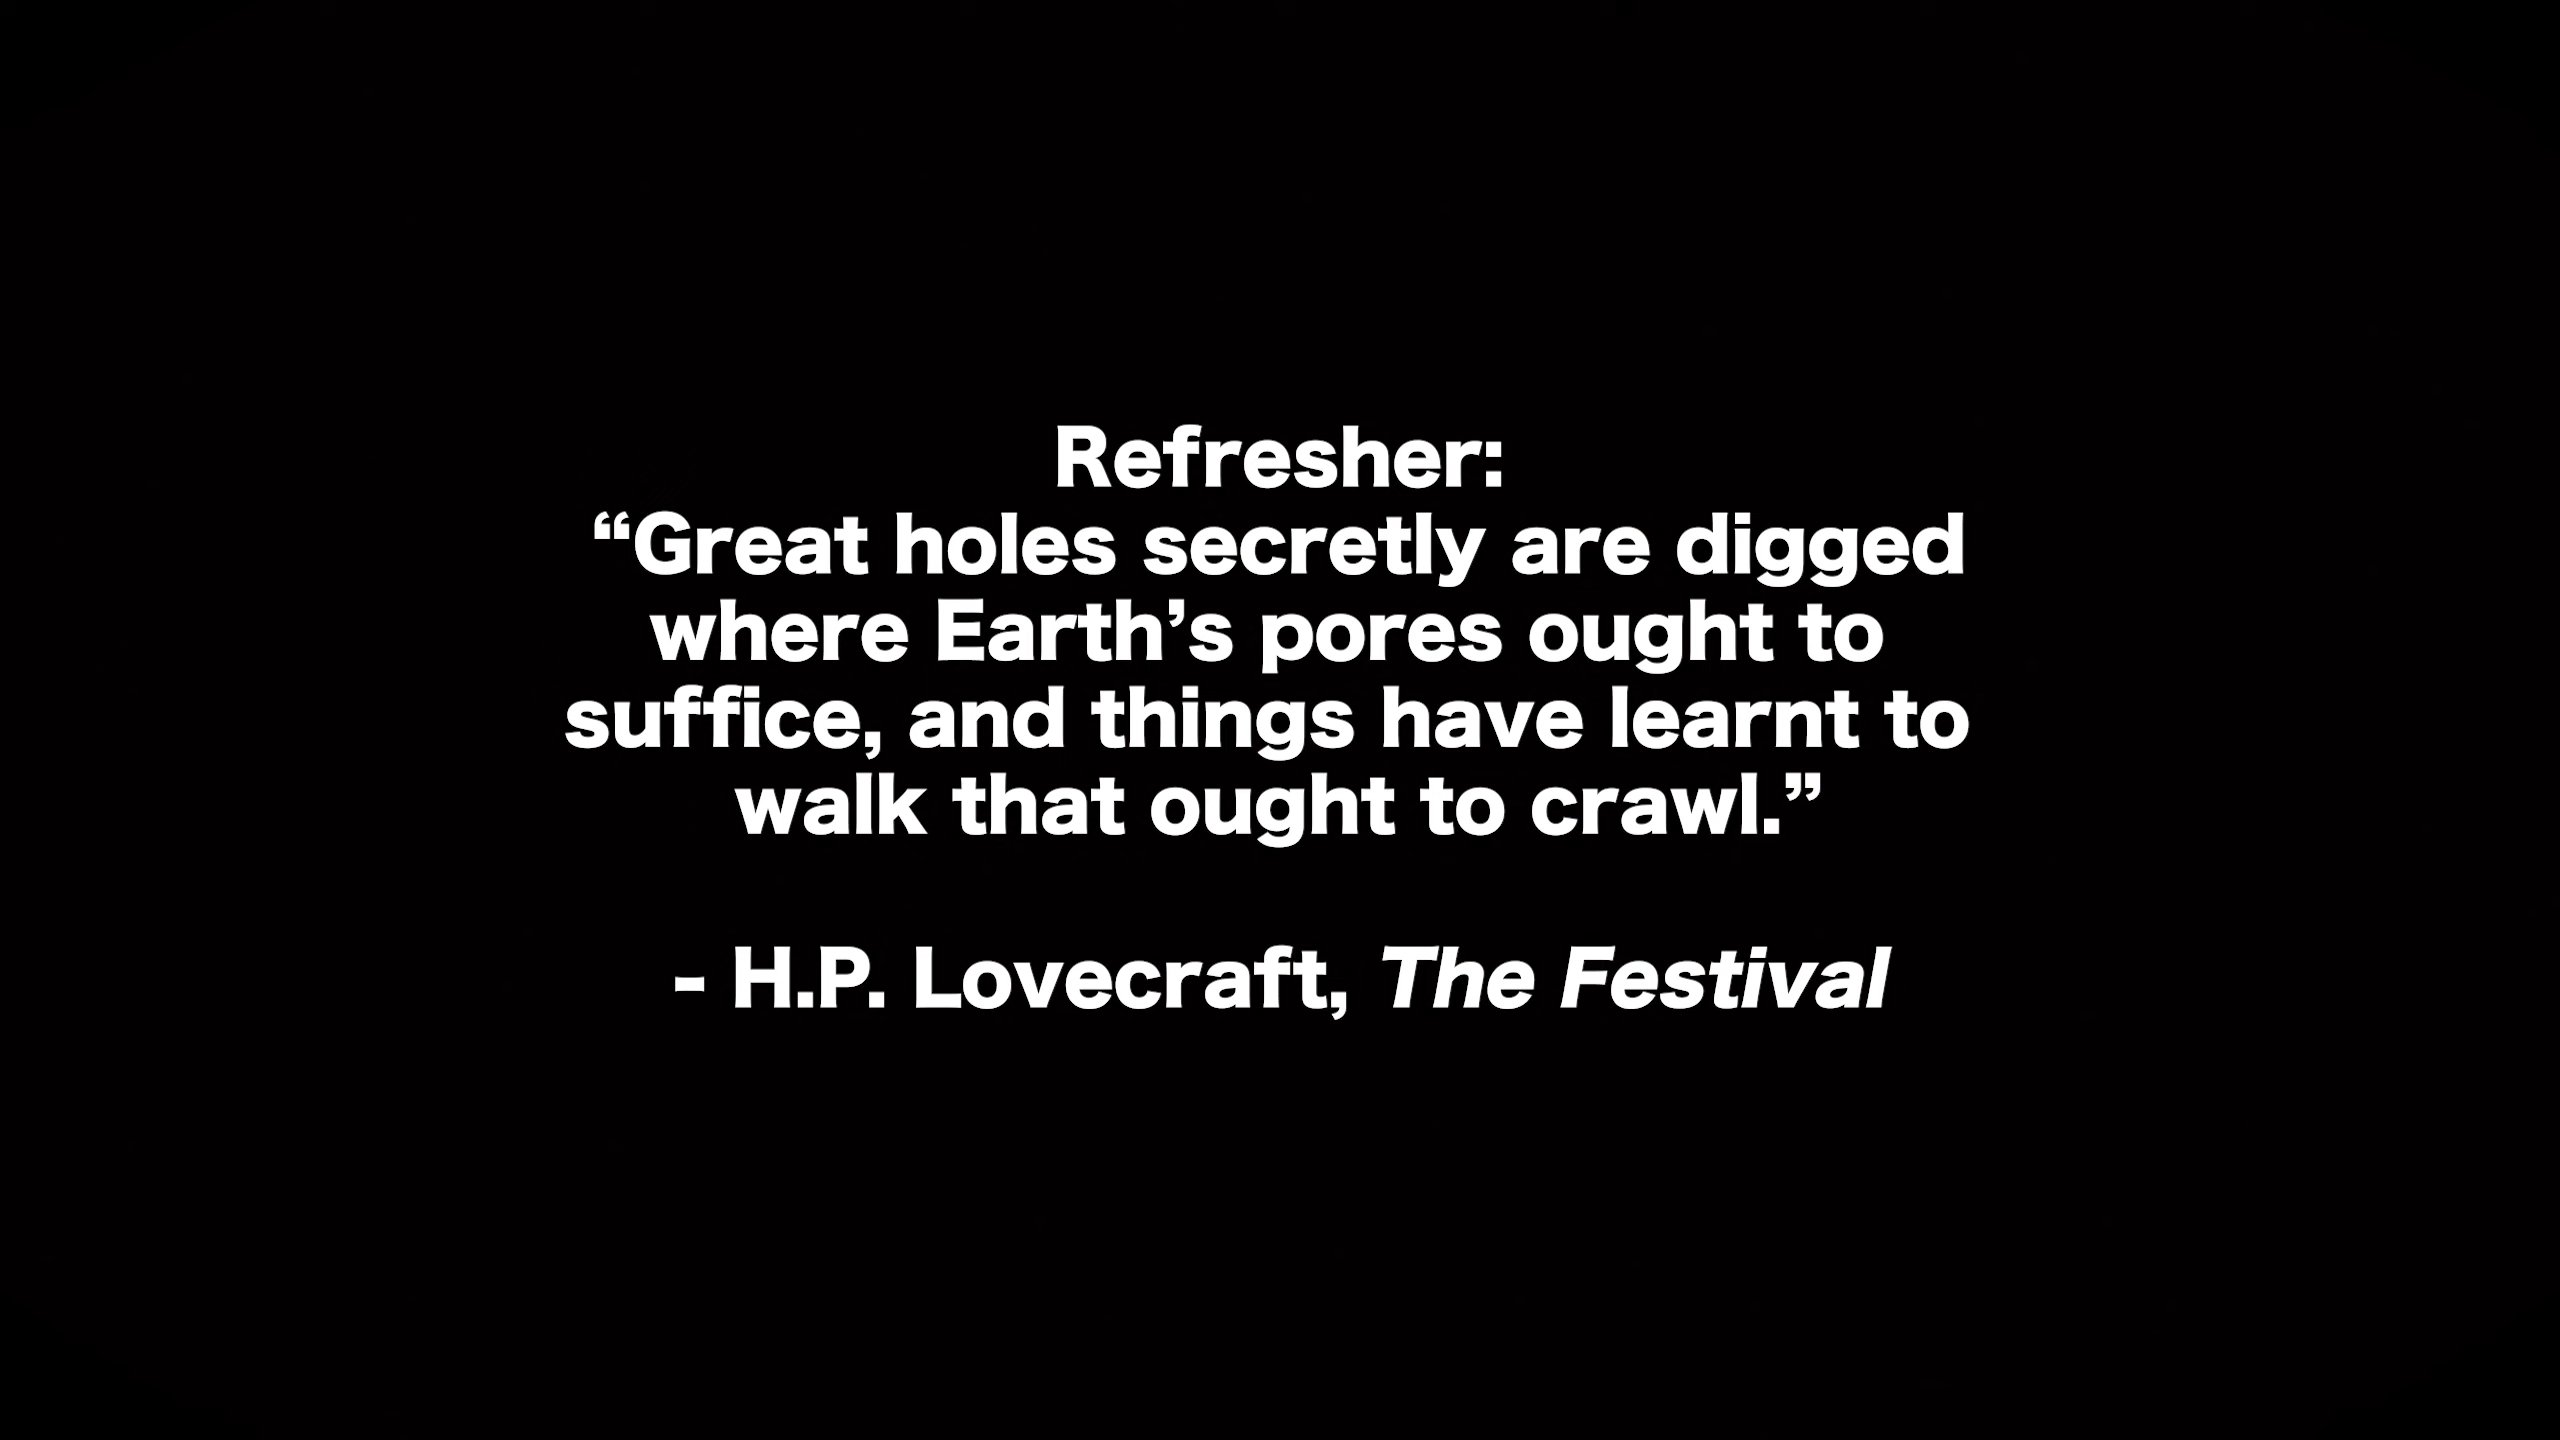 Refresher:
“Great holes secretly are digged
where Earth’s pores ought to
suffice, and things have learnt to
walk that ought to crawl.”
- H.P. Lovecraft, The Festival